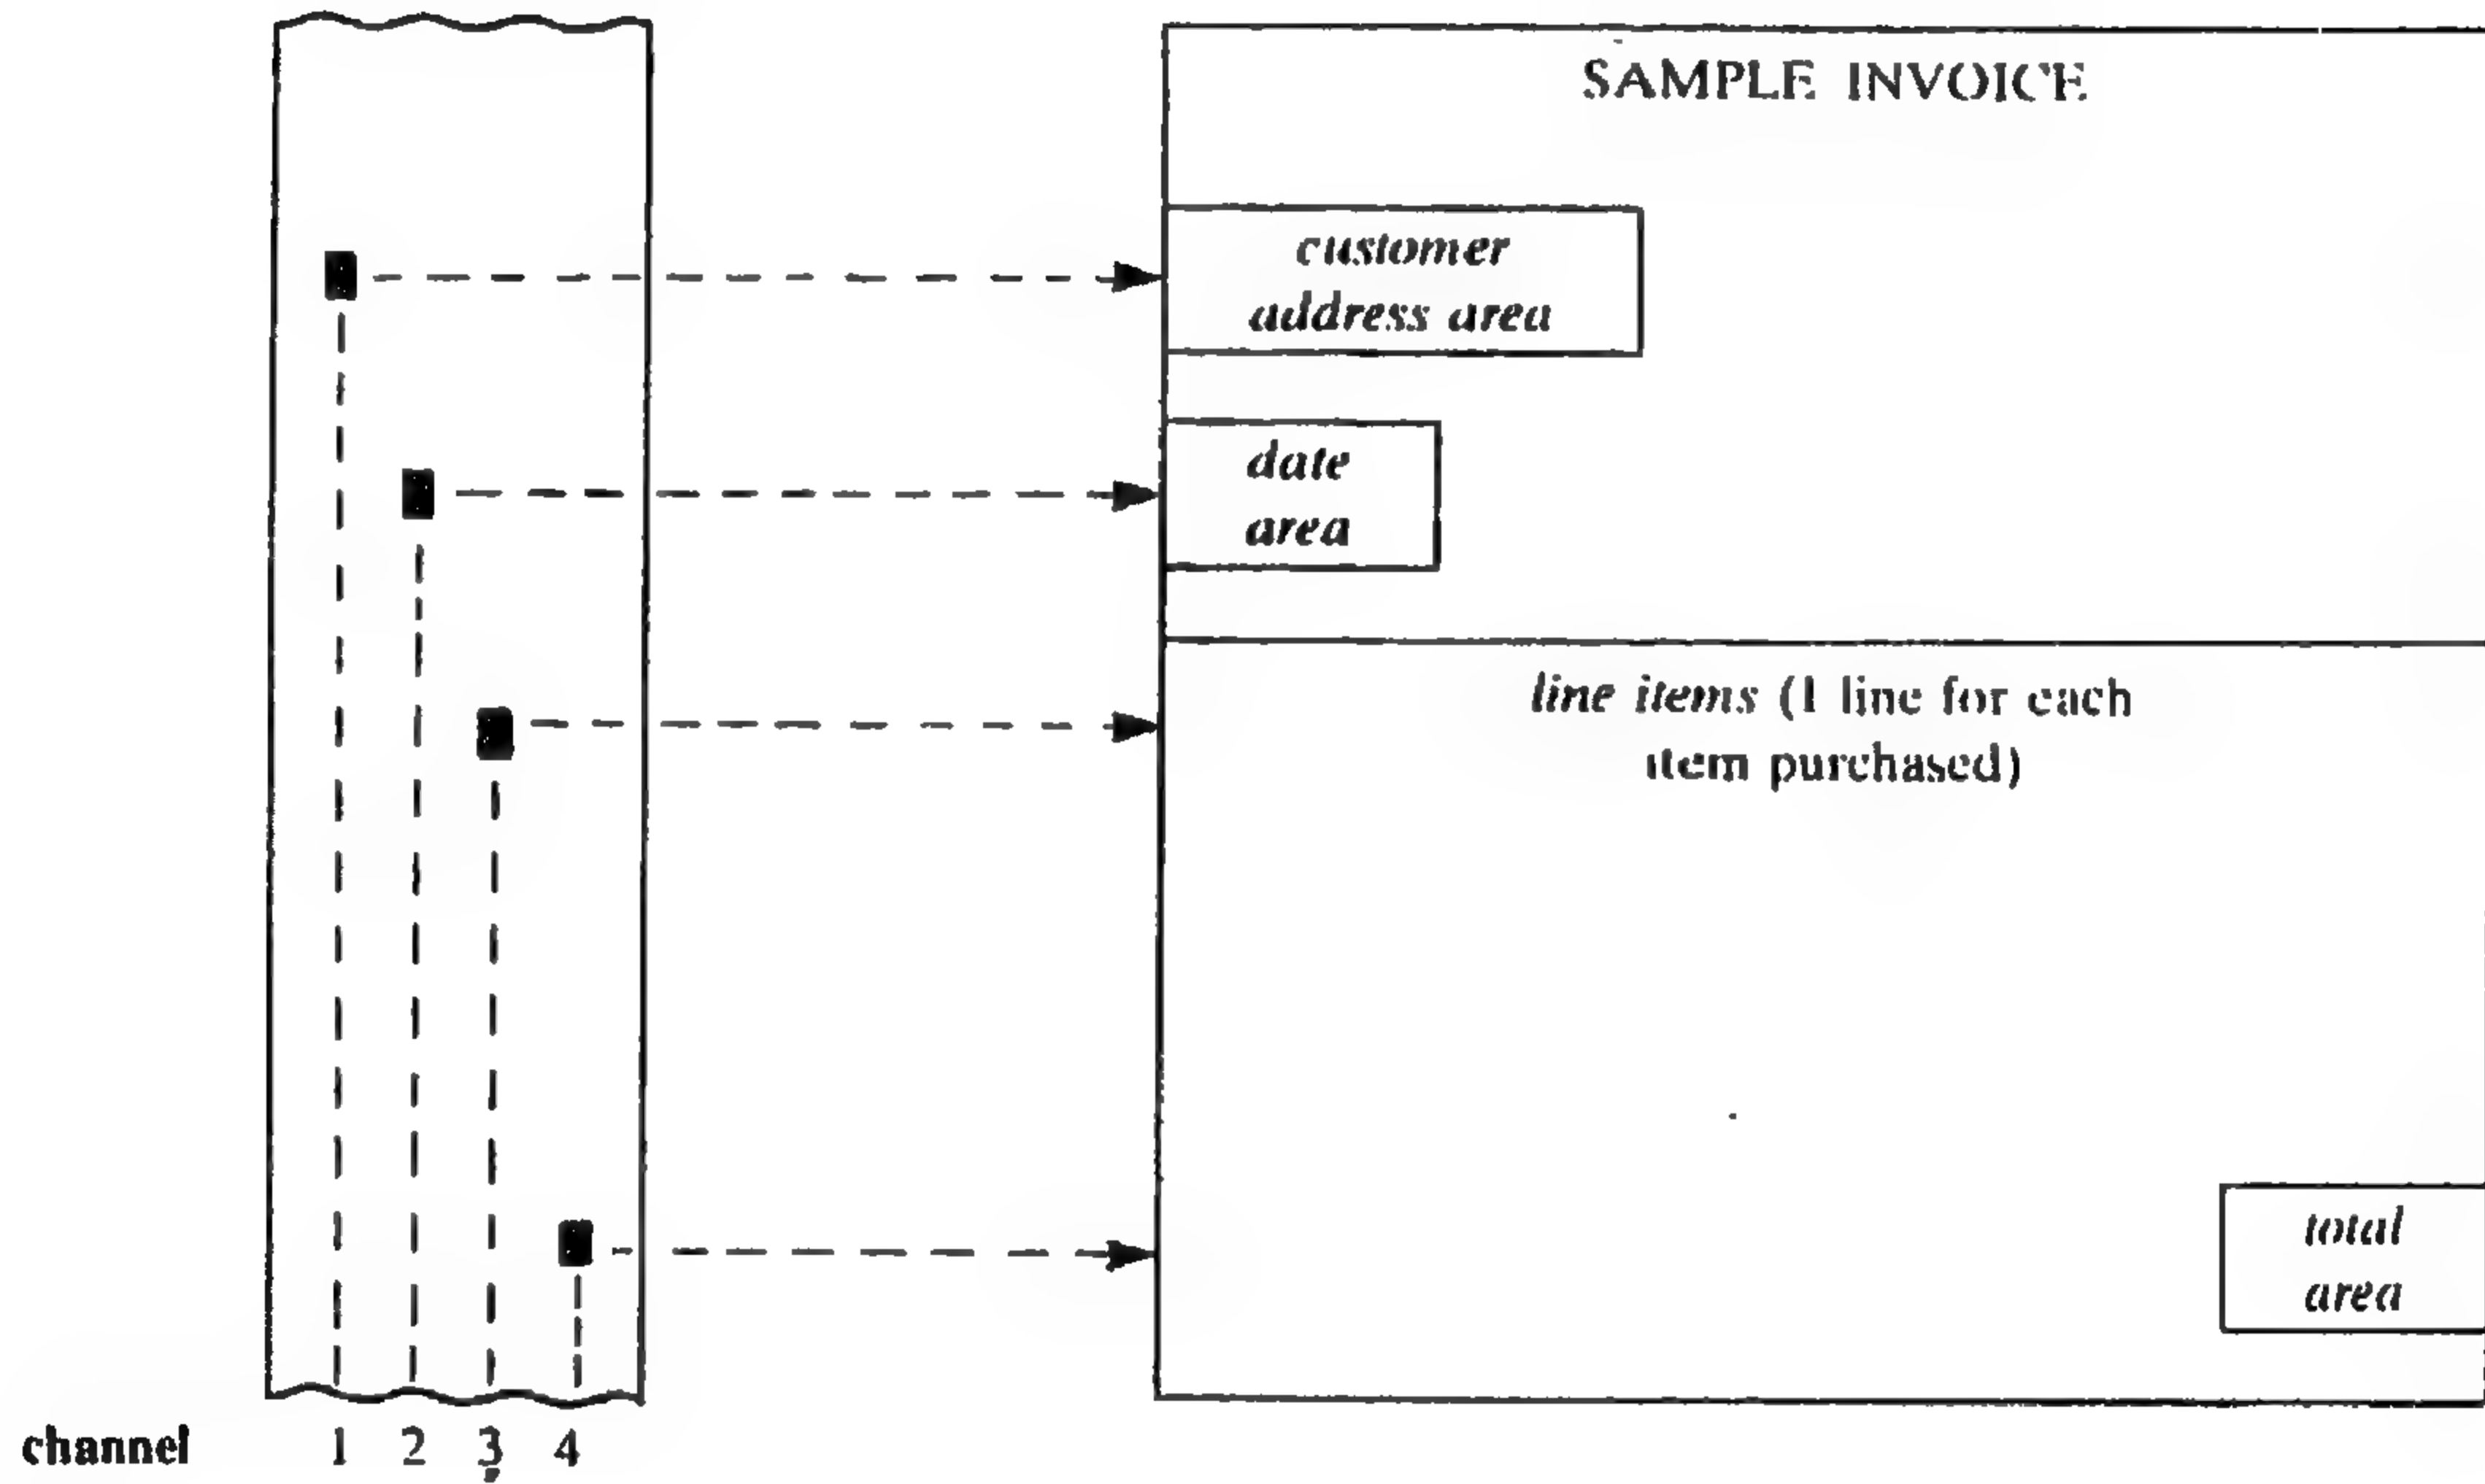 SAMPLE INVOICE
customer
address area
date
area
line items (1 line for each
item purchased)
total
area
channel 1 2 3 4